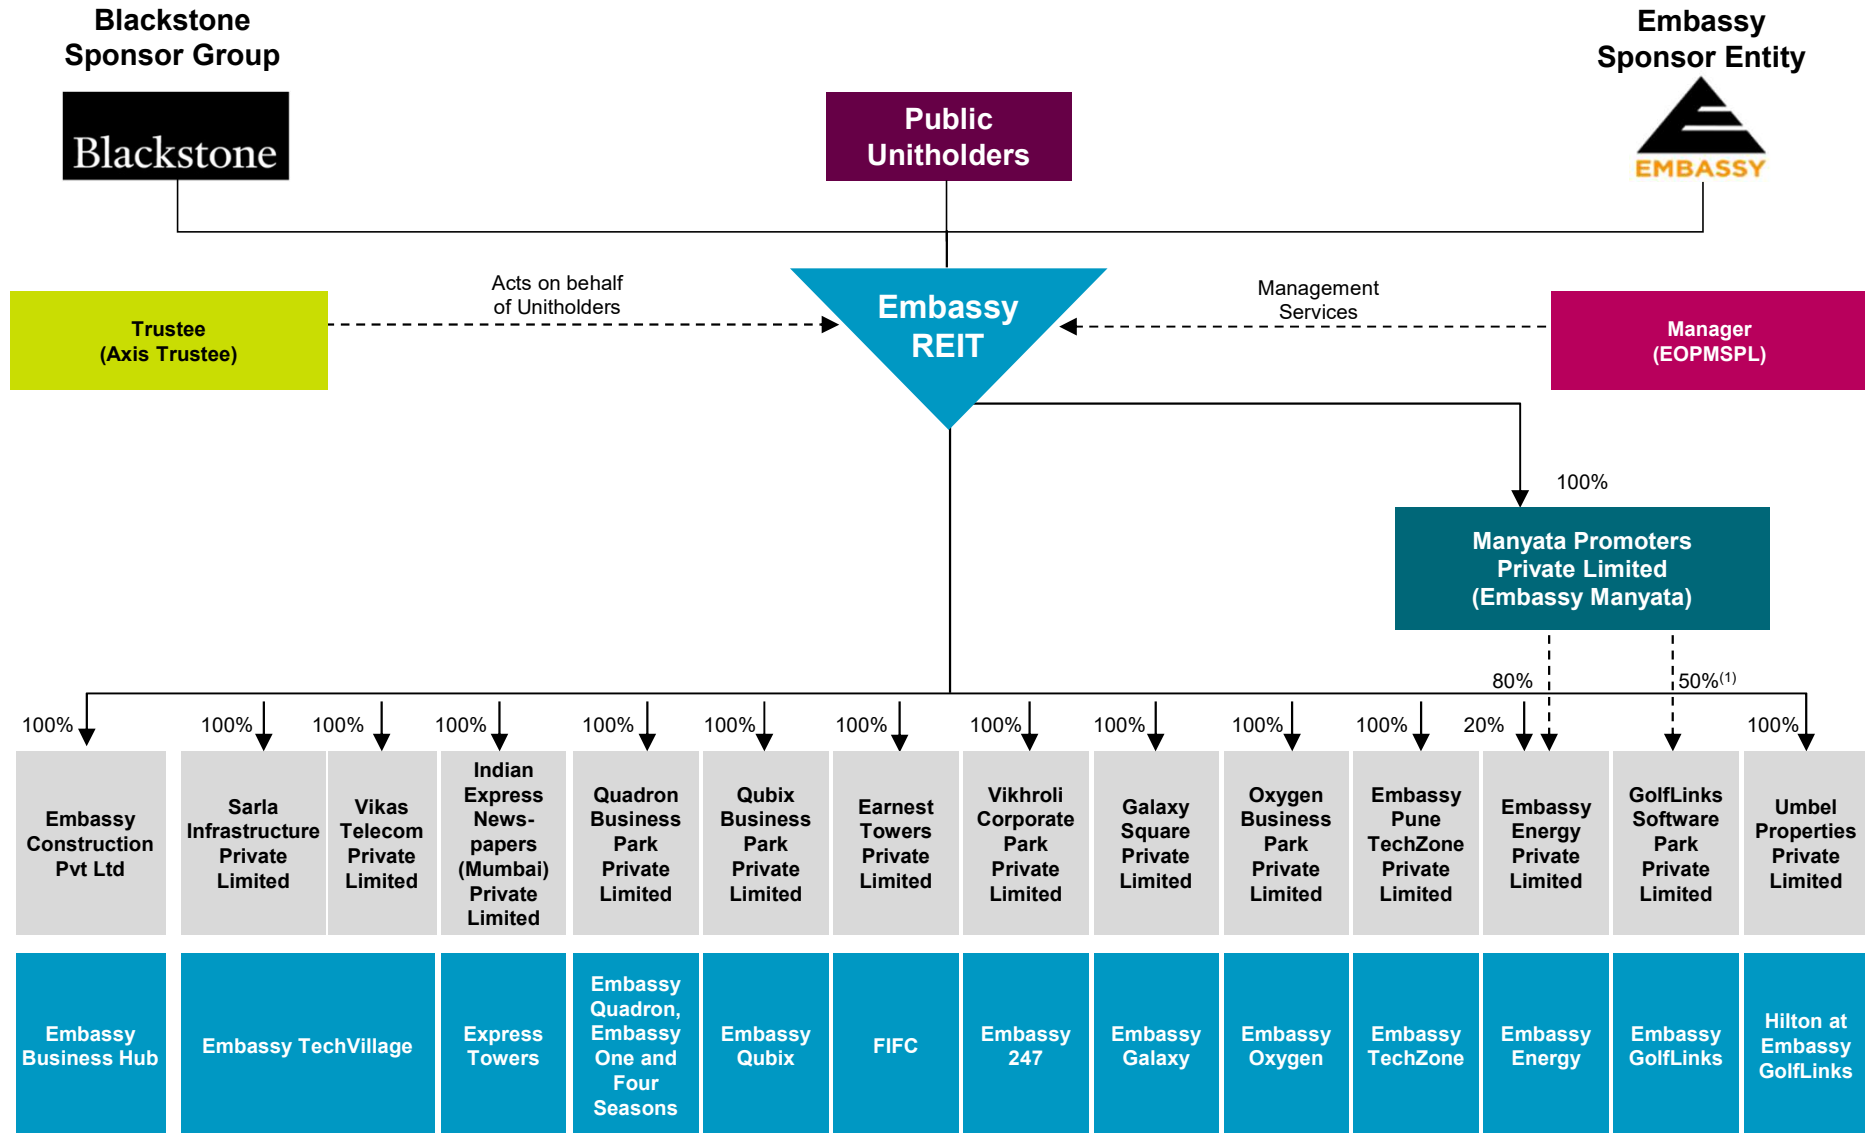 Blackstone
Sponsor Group
Blackstone
Public
Unitholders
Embassy
Sponsor Entity
EMBASSY
Acts on behalf
of Unitholders
Management
Services
Trustee
(Axis Trustee)
Embassy
REIT
Manager
(EOPMSPL)
100%
Manyata Promoters
Private Limited
(Embassy Manyata)
80%
50%(1)
100%
100%
100%
100%
100%
100%
100%
100%
100%
100%
100%
20%
100%
Embassy
Construction
Pvt Ltd
Sarla
Infrastructure
Private
Limited
Vikas
Telecom
Private
Limited
Indian
Express
News-
papers
(Mumbai)
Private
Limited
Quadron
Business
Park
Private
Limited
Qubix
Business
Park
Private
Limited
Earnest
Towers
Private
Limited
Vikhroli
Corporate
Park
Private
Limited
Galaxy
Square
Private
Limited
Oxygen
Business
Park
Private
Limited
Embassy
Pune
TechZone
Private
Limited
Embassy
Energy
Private
Limited
GolfLinks
Software
Park
Private
Limited
Umbel
Properties
Private
Limited
Embassy
Business Hub
Embassy TechVillage
Express
Towers
Embassy
Quadron,
Embassy
One and
Four
Seasons
Embassy
Qubix
FIFC
Embassy
247
Embassy
Galaxy
Embassy
Oxygen
Embassy
TechZone
Embassy
Energy
Embassy
GolfLinks
Hilton at
Embassy
GolfLinks